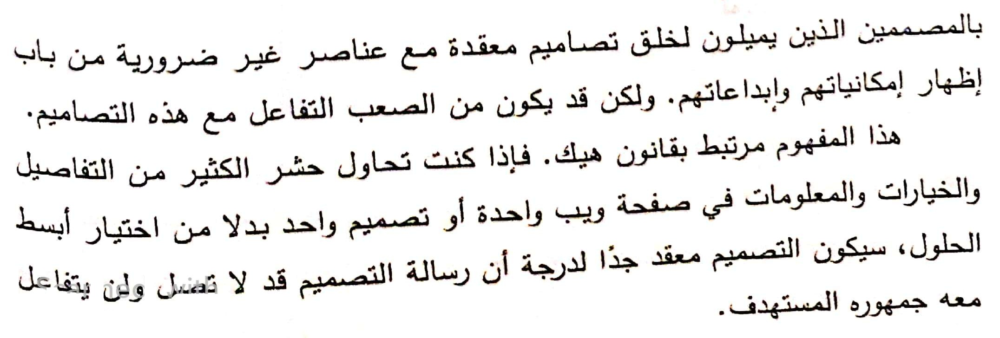 بالمصممين الذين يميلون لخلق تصاميم معقدة مع عناصر غير ضرورية من باب
إظهار إمكانياتهم وإبداعاتهم. ولكن قد يكون من الصعب التفاعل مع هذه التصاميم.
هذا المفهوم مرتبط بقانون هيك. فإذا كنت تحاول حشر الكثير من التفاصيل
والخيارات والمعلومات في صفحة ويب واحدة أو تصميم واحد بدلا من اختيار أبسط
الحلول، سيكون التصميم معقد جدًا لدرجة أن رسالة التصميم قد لا تصل ولن يتفاعل
معه جمهوره المستهدف.
with